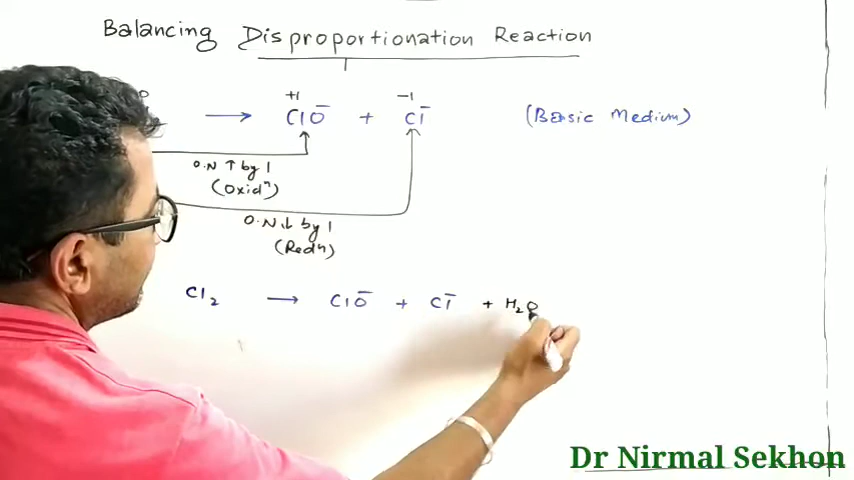 Balancing Disproportionation Reaction
0
+1 -1
→ ClO⁻ + Cl⁻ (Basic Medium)
O.N ↑ by 1
(Oxidⁿ)
O.N ↓ by 1
(Redⁿ)
Cl₂ → ClO⁻ + Cl⁻ + H₂O
Dr Nirmal Sekhon